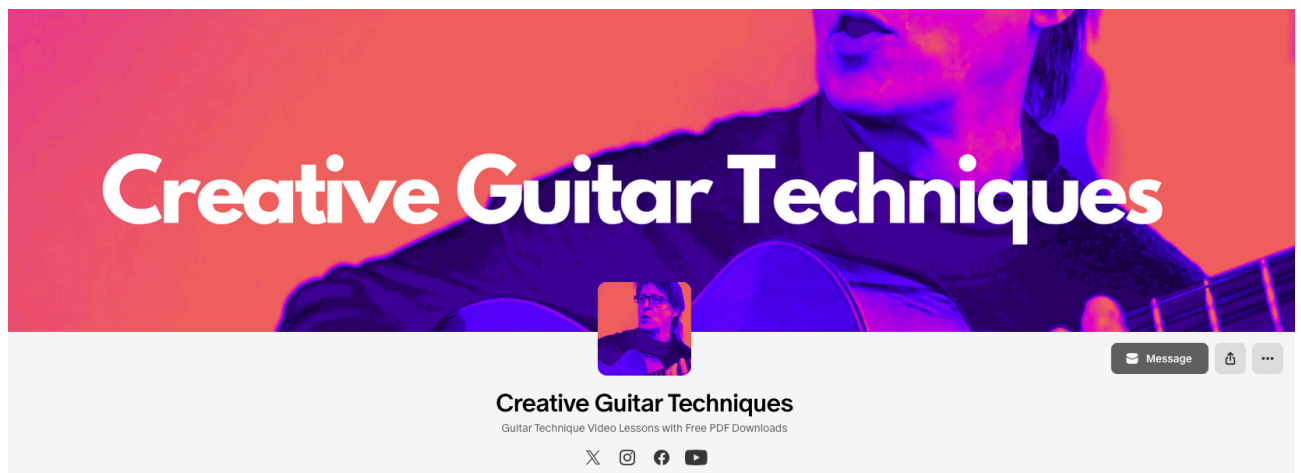 Creative Guitar Techniques
Message
Creative Guitar Techniques
Guitar Technique Video Lessons with Free PDF Downloads